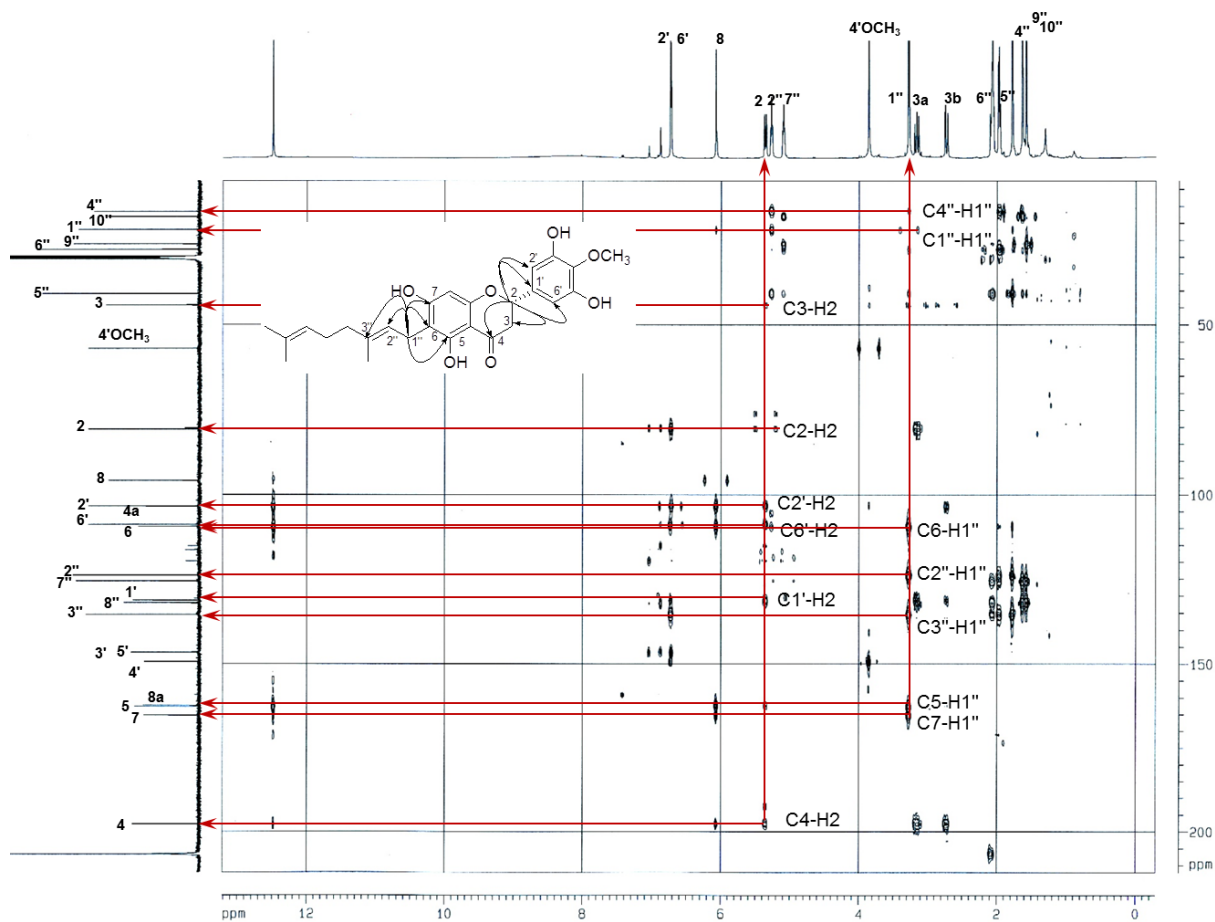 9''
4'OCH3 4'' 10''
2' 6' 8
2 2'' 7'' 1'' 3a 3b 6'' 5''
4''
10''
1''
9''
6''
5''
3
4'OCH3
2
8
2'
4a
6'
6
2''
7''
1'
8''
3''
3' 5'
4'
8a
5
7
4
C4''-H1''
C1''-H1''
C3-H2
C2-H2
C2'-H2
C6'-H2
C6-H1''
C2''-H1''
C1'-H2
C3''-H1''
C5-H1''
C7-H1''
C4-H2
OH
2'
OCH3
1'
HO 7 O 2 6' OH
3'' 3
2'' 1'' 6 5 4
OH O
50
100
150
200
ppm
ppm 12 10 8 6 4 2 0